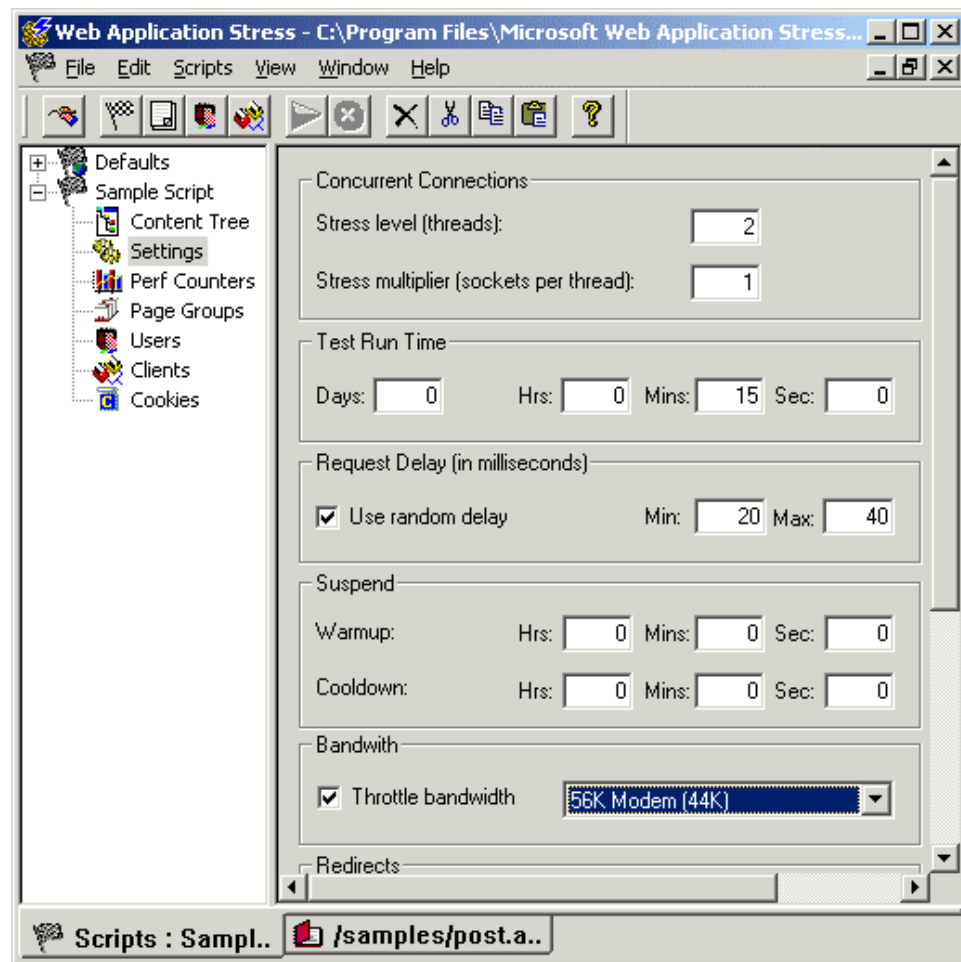 Web Application Stress - C:\Program Files\Microsoft Web Application Stress...
File Edit Scripts View Window Help
Defaults
Sample Script
Content Tree
Settings
Perf Counters
Page Groups
Users
Clients
Cookies
Concurrent Connections
Stress level (threads): 2
Stress multiplier (sockets per thread): 1
Test Run Time
Days: 0 Hrs: 0 Mins: 15 Sec: 0
Request Delay (in milliseconds)
Use random delay Min: 20 Max: 40
Suspend
Warmup: Hrs: 0 Mins: 0 Sec: 0
Cooldown: Hrs: 0 Mins: 0 Sec: 0
Bandwith
Throttle bandwidth 56K Modem (44K)
Redirects
Scripts : Sampl.. /samples/post.a..